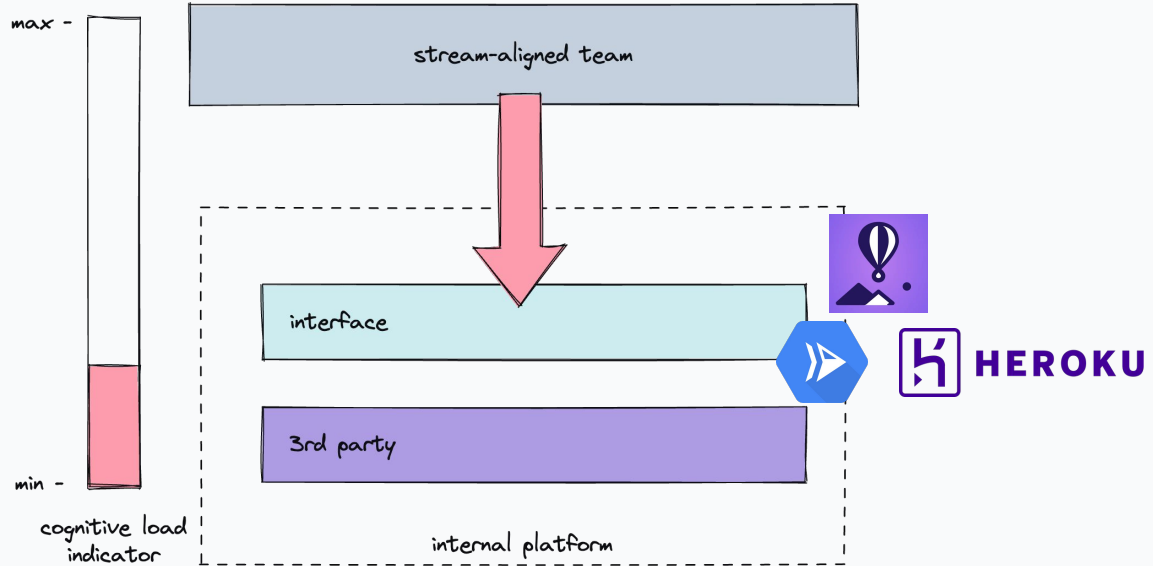 max -
stream-aligned team
interface
HEROKU
3rd party
min -
cognitive load
indicator
internal platform